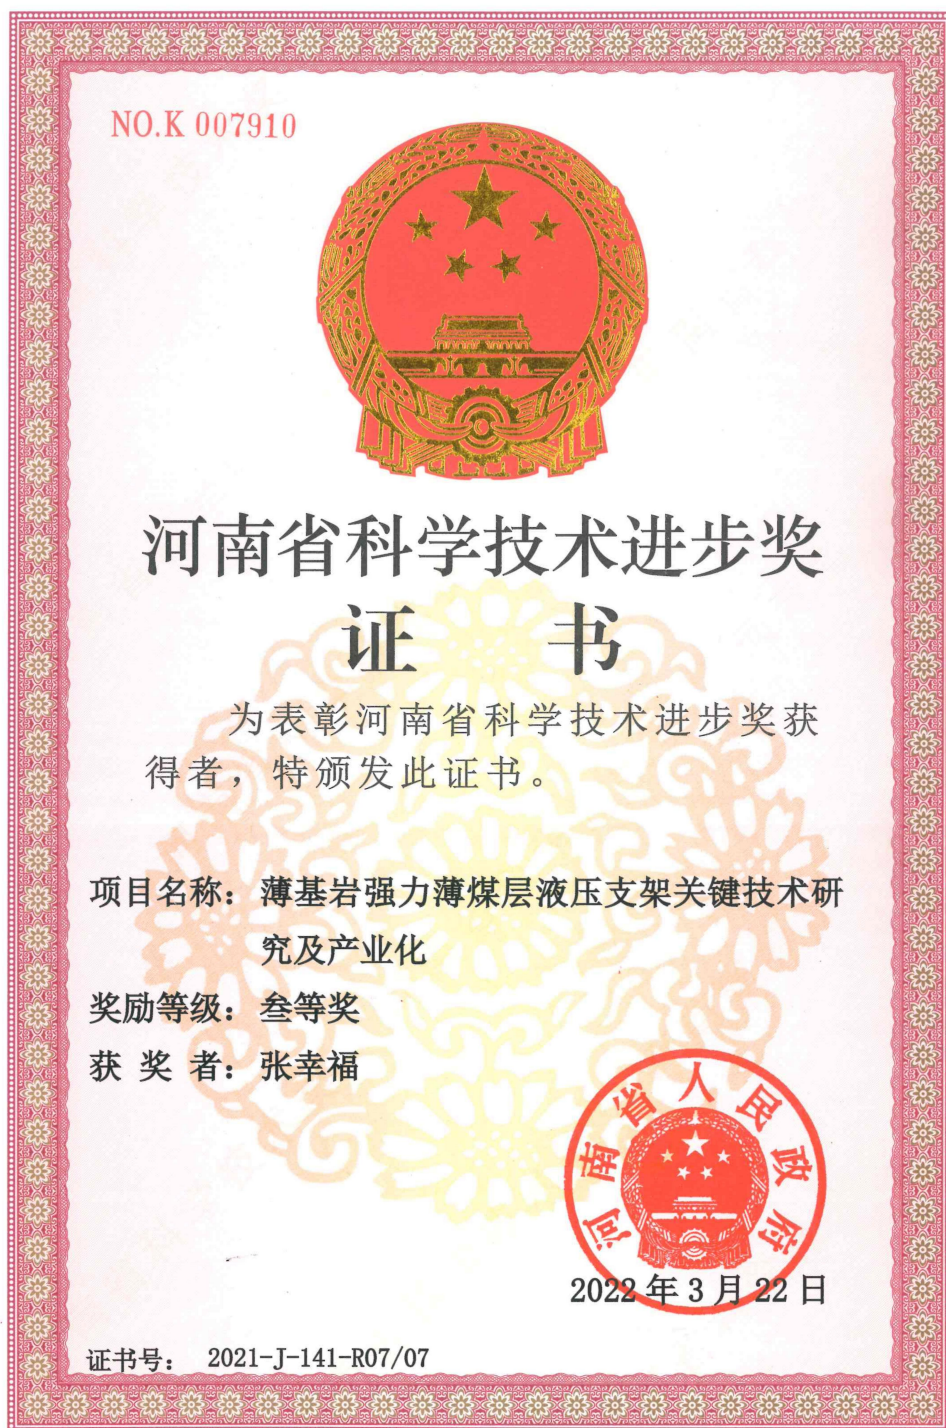 NO.K 007910
河南省科学技术进步奖
证 书
为表彰河南省科学技术进步奖获
得者，特颁发此证书。
项目名称：薄基岩强力薄煤层液压支架关键技术研
究及产业化
奖励等级：叁等奖
获 奖 者：张幸福
河南省人民政府
2022年3月22日
证书号： 2021-J-141-R07/07